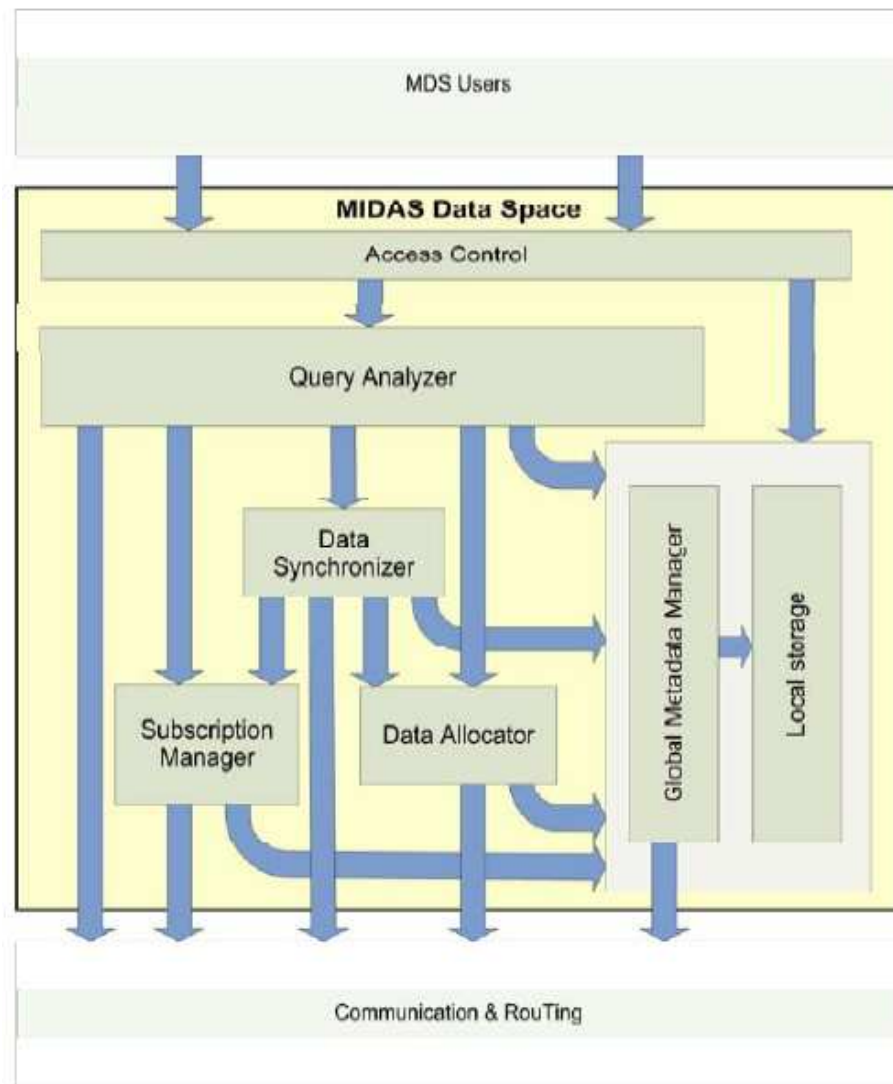 MDS Users
MIDAS Data Space
Access Control
Query Analyzer
Data
Synchronizer
Global Metadata Manager
Local storage
Subscription
Manager
Data Allocator
Communication & RouTing